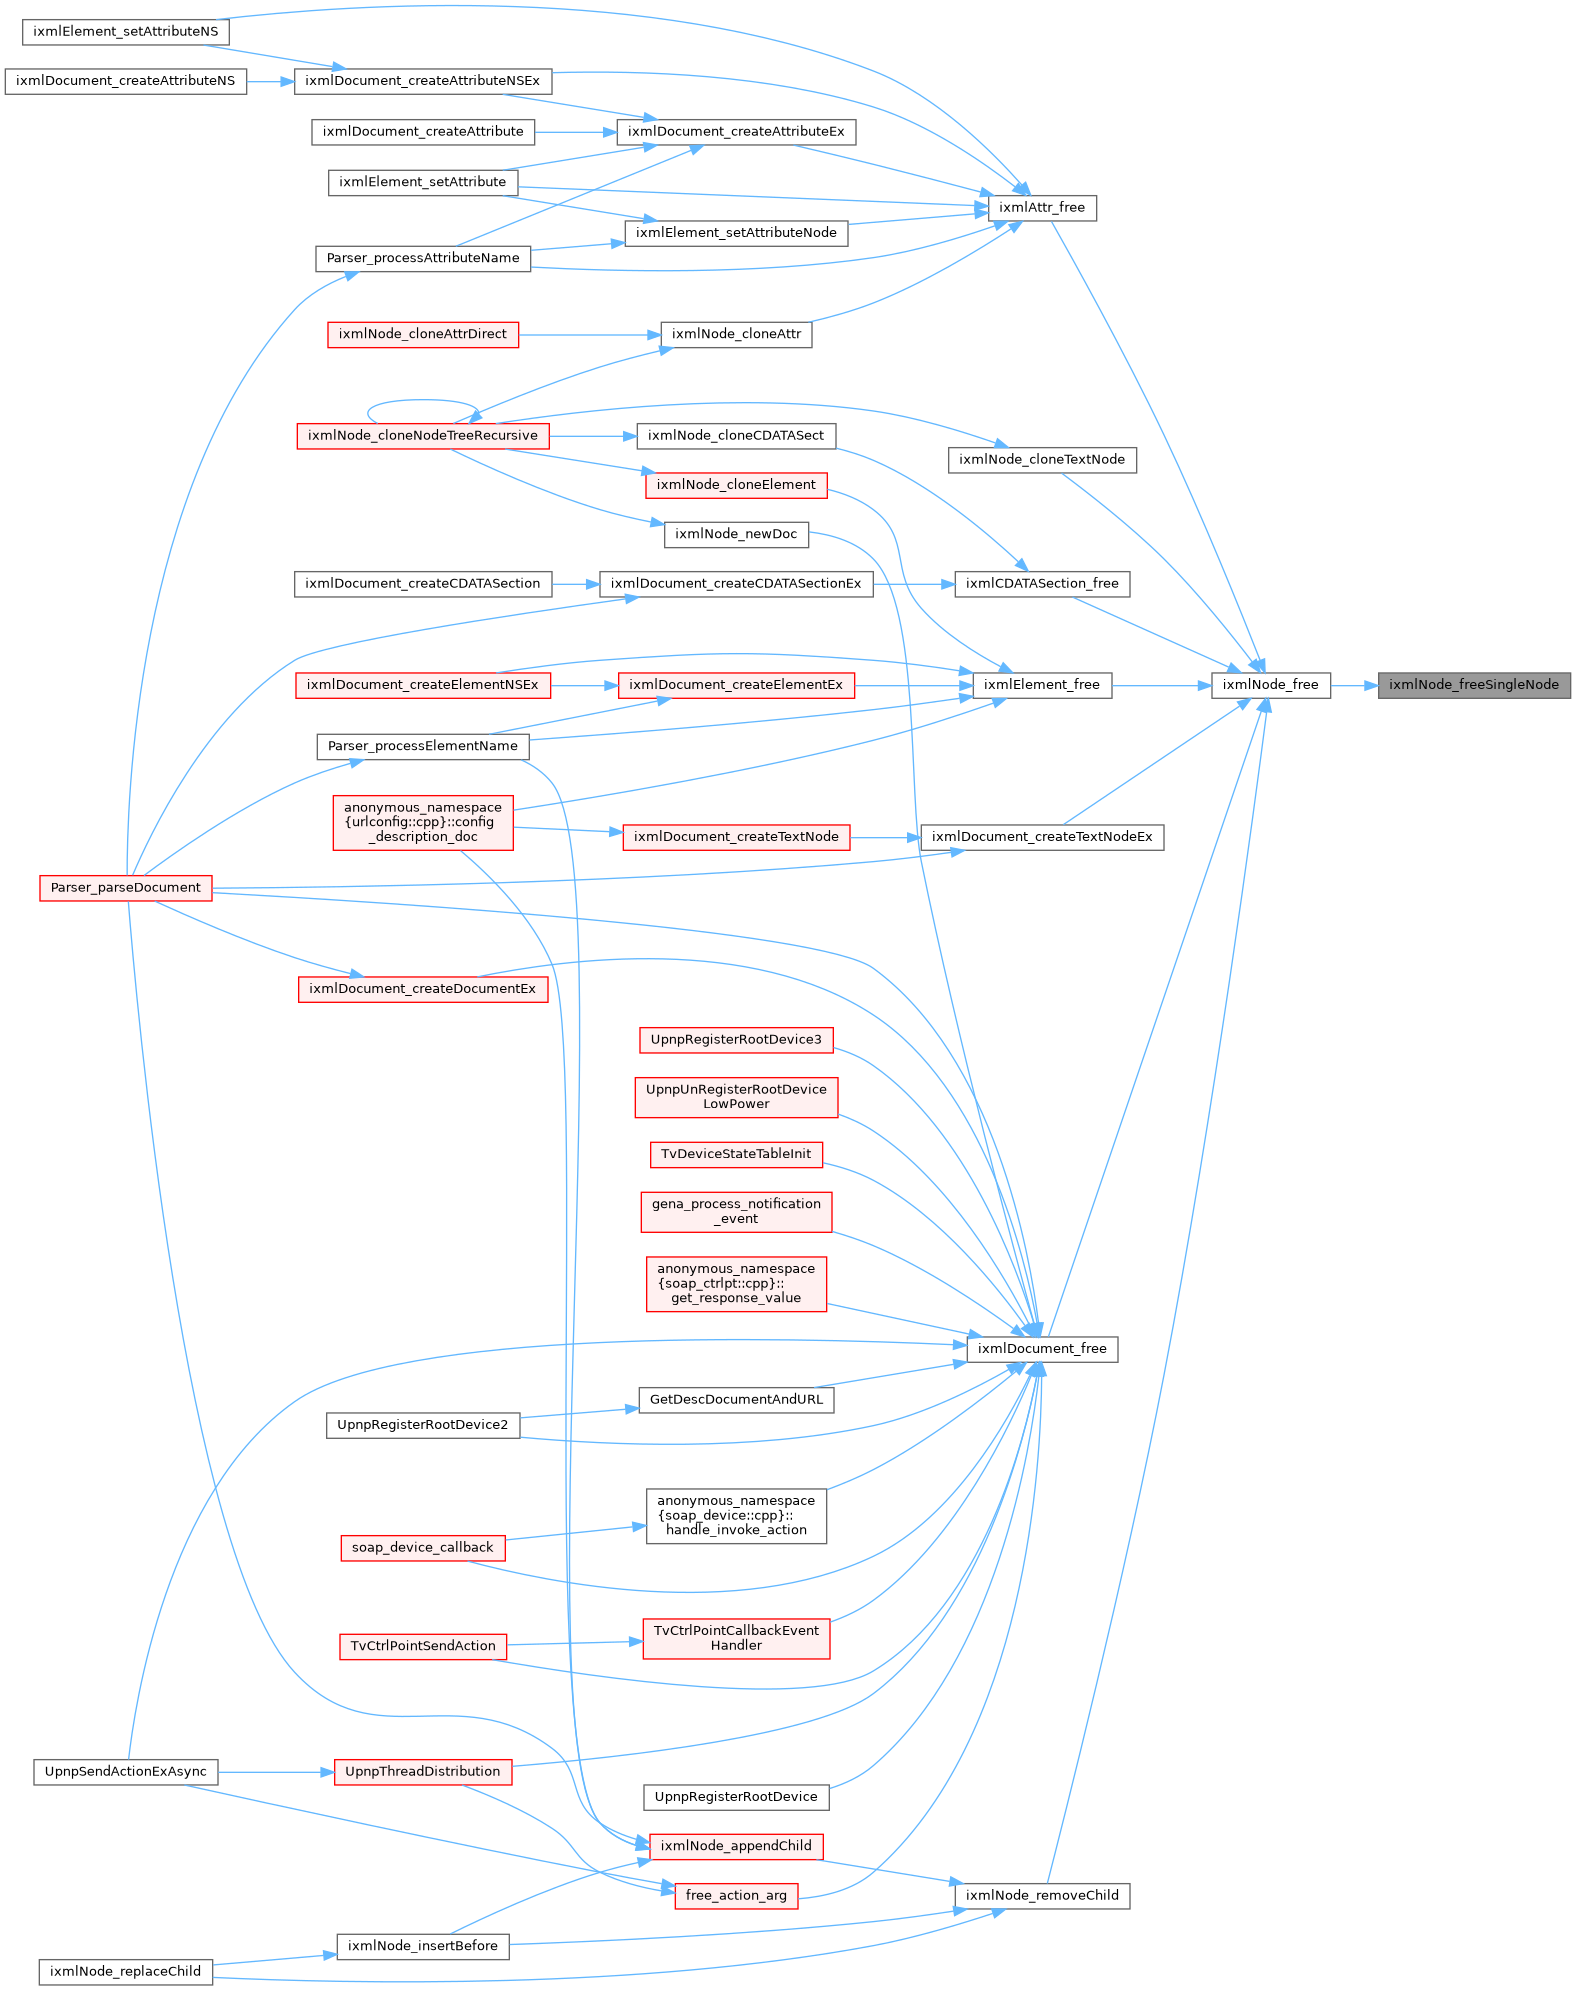 ixmlElement_setAttributeNS
ixmlDocument_createAttributeNS
ixmlDocument_createAttributeNSEx
ixmlDocument_createAttribute
ixmlDocument_createAttributeEx
ixmlElement_setAttribute
ixmlAttr_free
ixmlElement_setAttributeNode
Parser_processAttributeName
ixmlNode_cloneAttrDirect
ixmlNode_cloneAttr
ixmlNode_cloneNodeTreeRecursive
ixmlNode_cloneCDATASect
ixmlNode_cloneTextNode
ixmlNode_cloneElement
ixmlNode_newDoc
ixmlDocument_createCDATASection
ixmlDocument_createCDATASectionEx
ixmlCDATASection_free
ixmlDocument_createElementNSEx
ixmlDocument_createElementEx
ixmlElement_free
ixmlNode_free
ixmlNode_freeSingleNode
Parser_processElementName
anonymous_namespace
{urlconfig::cpp}::config
_description_doc
ixmlDocument_createTextNode
ixmlDocument_createTextNodeEx
Parser_parseDocument
ixmlDocument_createDocumentEx
UpnpRegisterRootDevice3
UpnpUnRegisterRootDevice
LowPower
TvDeviceStateTableInit
gena_process_notification
_event
anonymous_namespace
{soap_ctrlpt::cpp}::
get_response_value
ixmlDocument_free
GetDescDocumentAndURL
UpnpRegisterRootDevice2
anonymous_namespace
{soap_device::cpp}::
handle_invoke_action
soap_device_callback
TvCtrlPointCallbackEvent
Handler
TvCtrlPointSendAction
UpnpSendActionExAsync
UpnpThreadDistribution
UpnpRegisterRootDevice
ixmlNode_appendChild
free_action_arg
ixmlNode_removeChild
ixmlNode_insertBefore
ixmlNode_replaceChild